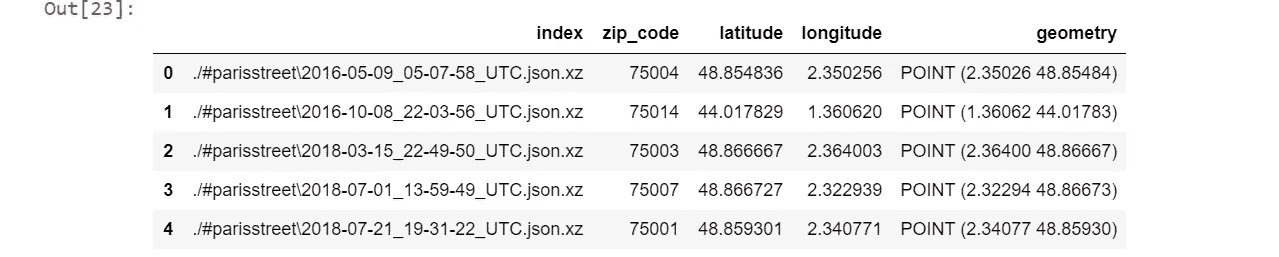 Out[23]:
index zip_code latitude longitude geometry
0 ./#parisstreet\2016-05-09_05-07-58_UTC.json.xz 75004 48.854836 2.350256 POINT (2.35026 48.85484)
1 ./#parisstreet\2016-10-08_22-03-56_UTC.json.xz 75014 44.017829 1.360620 POINT (1.36062 44.01783)
2 ./#parisstreet\2018-03-15_22-49-50_UTC.json.xz 75003 48.866667 2.364003 POINT (2.36400 48.86667)
3 ./#parisstreet\2018-07-01_13-59-49_UTC.json.xz 75007 48.866727 2.322939 POINT (2.32294 48.86673)
4 ./#parisstreet\2018-07-21_19-31-22_UTC.json.xz 75001 48.859301 2.340771 POINT (2.34077 48.85930)